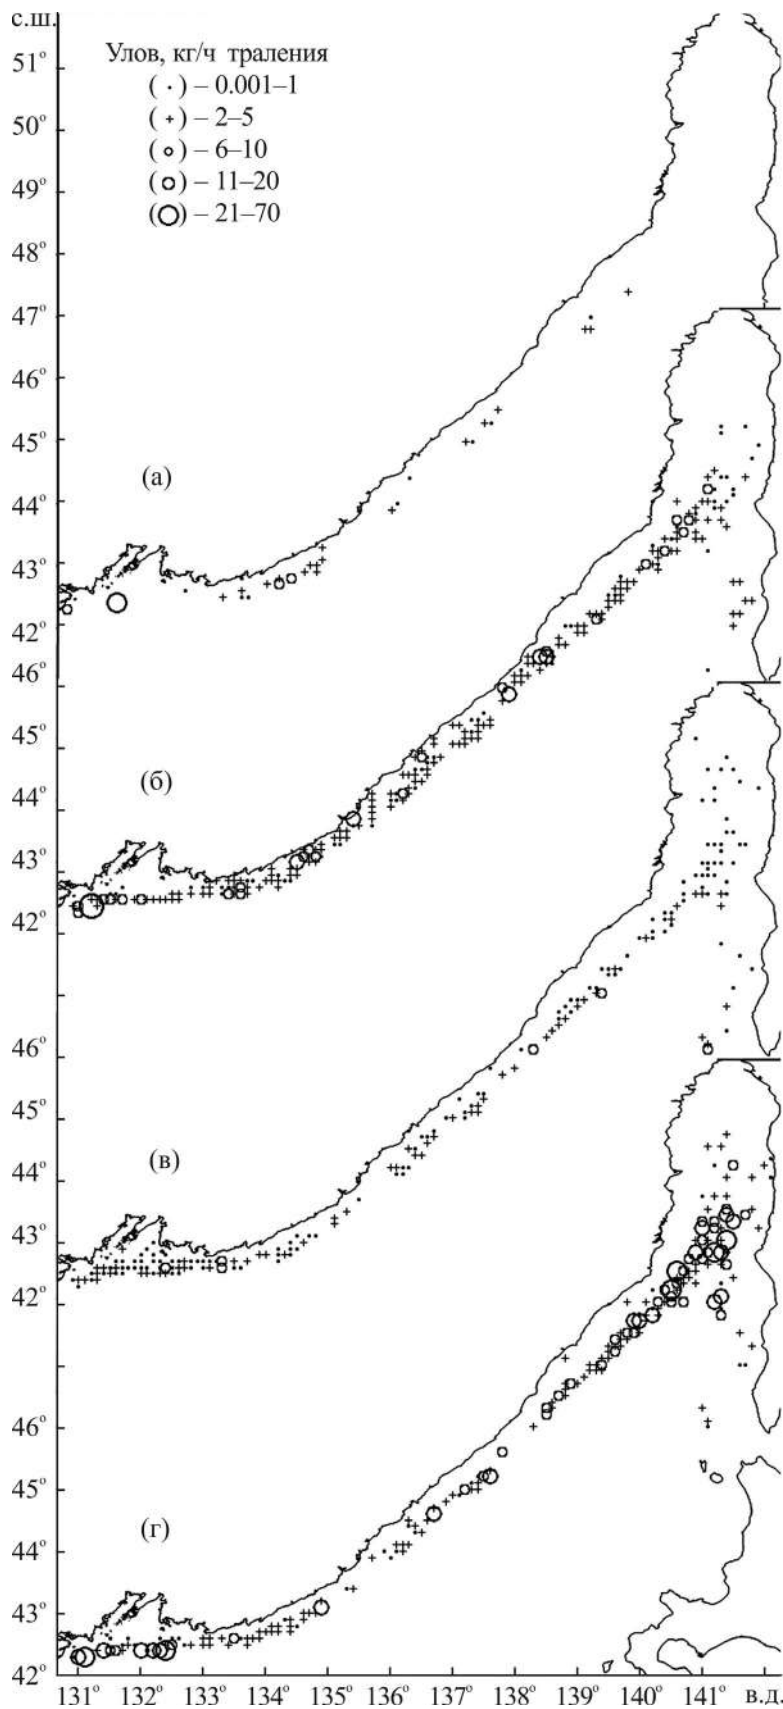 с.ш.
Улов, кг/ч траления
( · ) – 0.001–1
( + ) – 2–5
( ) – 6–10
( ) – 11–20
( ) – 21–70
51°
50°
49°
48°
47°
46°
45°
44°
(а)
43°
42°
46°
45°
44°
(б)
43°
42°
46°
45°
44°
(в)
43°
42°
46°
45°
44°
(г)
43°
42°
131° 132° 133° 134° 135° 136° 137° 138° 139° 140° 141° в.д.